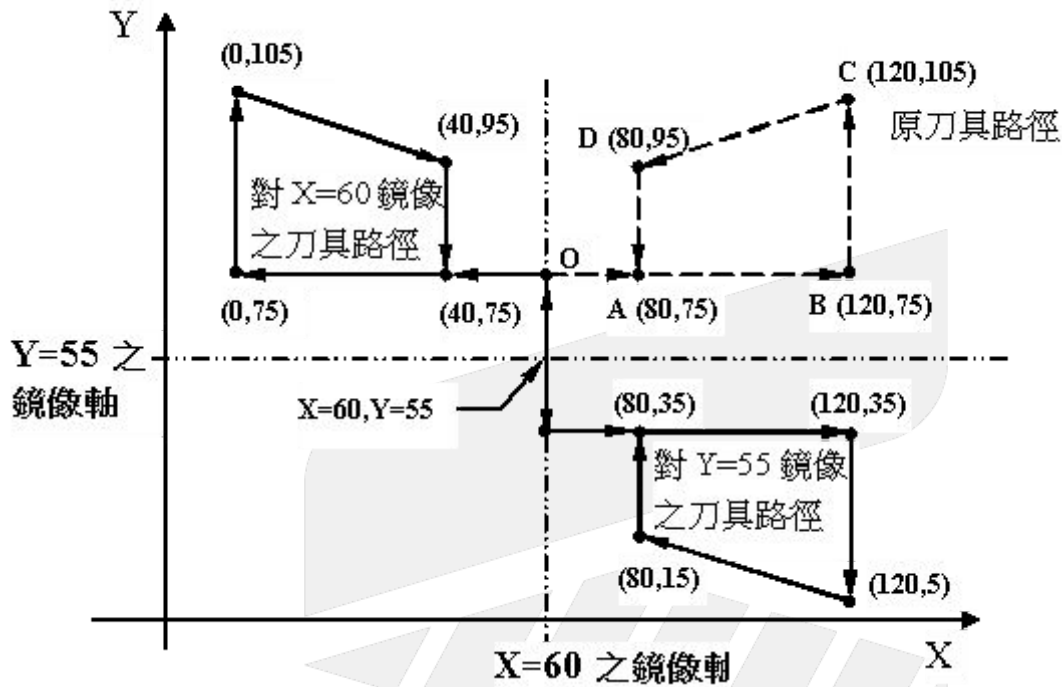 Y
(0,105)
C (120,105)
原刀具路徑
(40,95)
D (80,95)
對 X=60 鏡像
之刀具路徑
O
(0,75)
(40,75)
A (80,75)
B (120,75)
Y=55 之
鏡像軸
X=60,Y=55
(80,35)
(120,35)
對 Y=55 鏡像
之刀具路徑
(80,15)
(120,5)
X
X=60 之鏡像軸